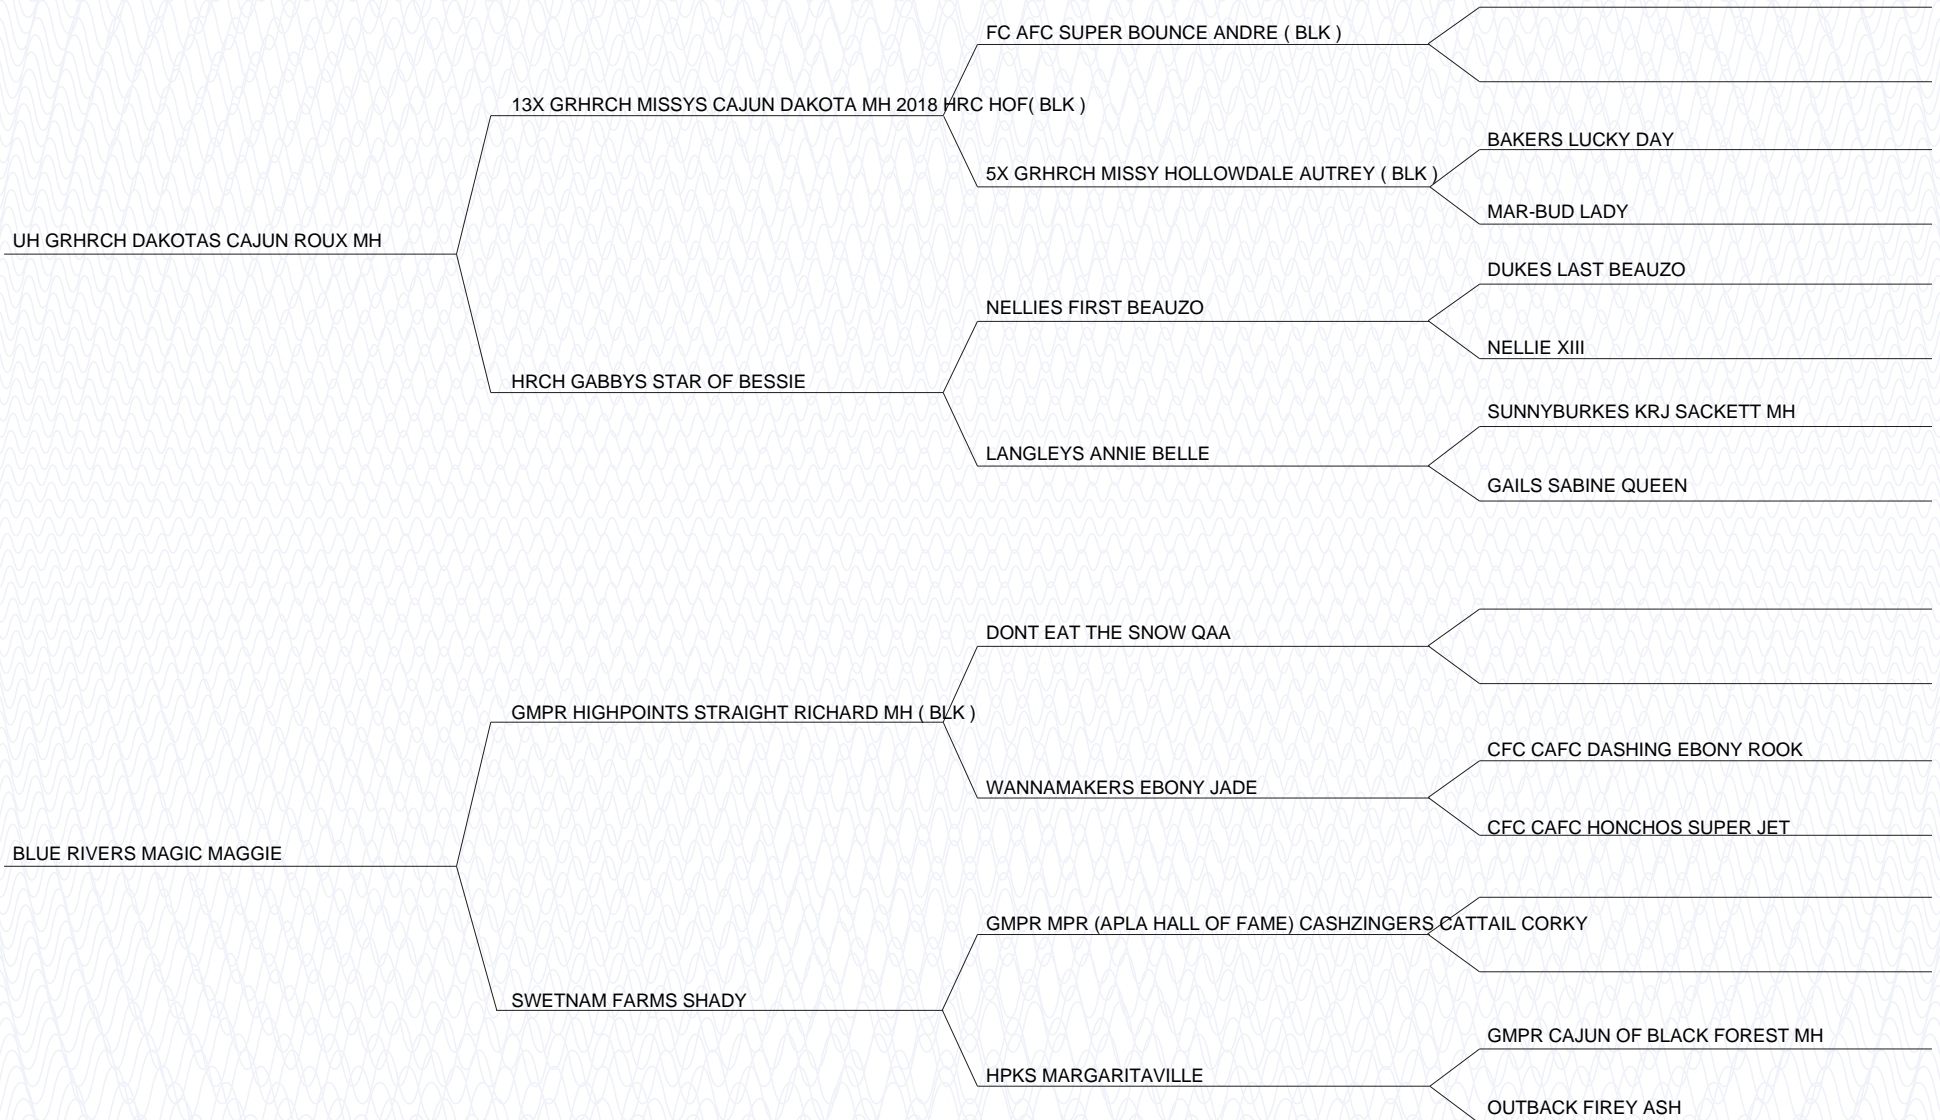 FC AFC SUPER BOUNCE ANDRE ( BLK )
13X GRHRCH MISSYS CAJUN DAKOTA MH 2018 HRC HOF( BLK )
BAKERS LUCKY DAY
5X GRHRCH MISSY HOLLOWDALE AUTREY ( BLK )
MAR-BUD LADY
UH GRHRCH DAKOTAS CAJUN ROUX MH
DUKES LAST BEAUZO
NELLIES FIRST BEAUZO
NELLIE XIII
HRCH GABBYS STAR OF BESSIE
SUNNYBURKES KRJ SACKETT MH
LANGLEYS ANNIE BELLE
GAILS SABINE QUEEN
DONT EAT THE SNOW QAA
GMPR HIGHPOINTS STRAIGHT RICHARD MH ( BLK )
CFC CAFC DASHING EBONY ROOK
WANNAMAKERS EBONY JADE
CFC CAFC HONCHOS SUPER JET
BLUE RIVERS MAGIC MAGGIE
GMPR MPR (APLA HALL OF FAME) CASHZINGERS CATTAIL CORKY
SWETNAM FARMS SHADY
GMPR CAJUN OF BLACK FOREST MH
HPKS MARGARITAVILLE
OUTBACK FIREY ASH